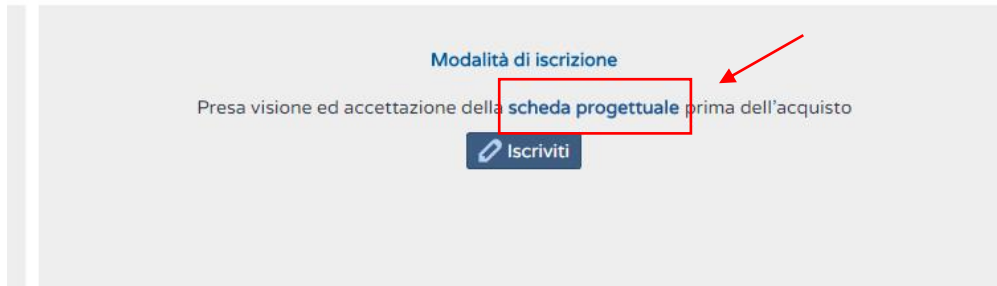 Modalità di iscrizione
Presa visione ed accettazione della scheda progettuale prima dell'acquisto
Iscriviti